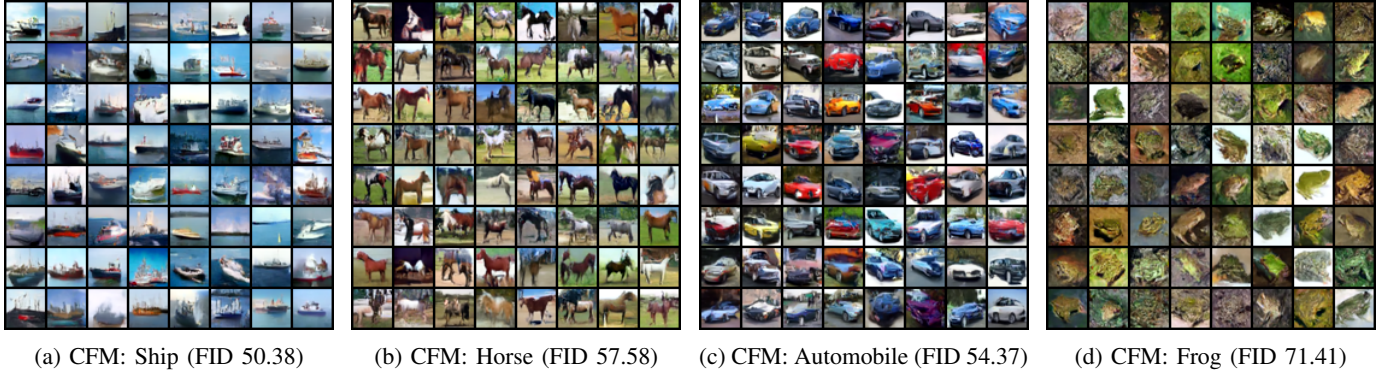 (a) CFM: Ship (FID 50.38)
(b) CFM: Horse (FID 57.58)
(c) CFM: Automobile (FID 54.37)
(d) CFM: Frog (FID 71.41)